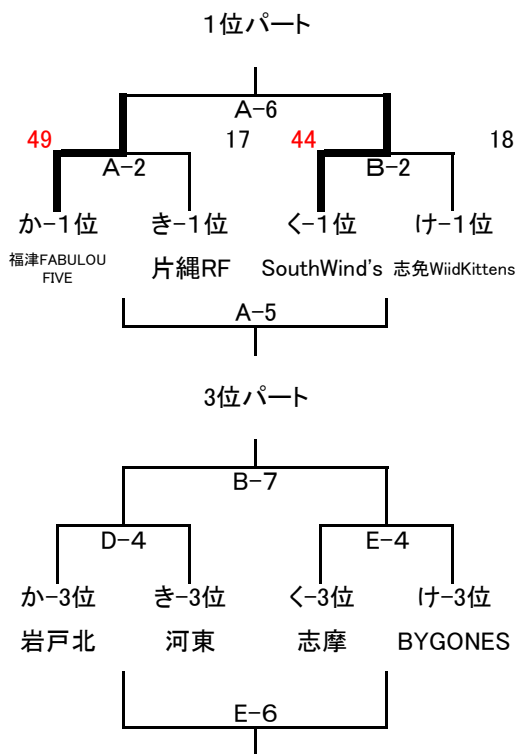 1位パート
A-6
49 17 44 18
A-2 B-2
か-1位 き-1位 く-1位 け-1位
福津FABULOU
FIVE
片縄RF SouthWind's 志免WiidKittens
A-5
3位パート
B-7
D-4 E-4
か-3位 き-3位 く-3位 け-3位
岩戸北 河東 志摩 BYGONES
E-6